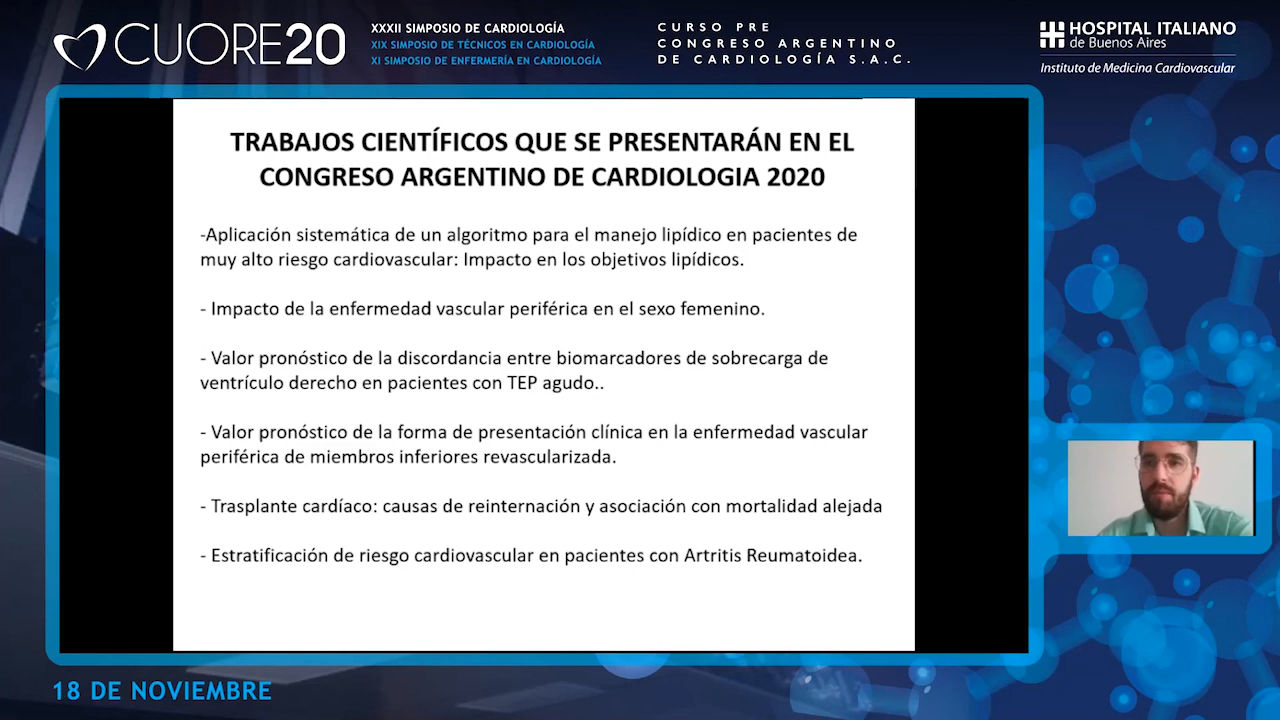 CUORE20
XXXII SIMPOSIO DE CARDIOLOGÍA
XIX SIMPOSIO DE TÉCNICOS EN CARDIOLOGÍA
XI SIMPOSIO DE ENFERMERÍA EN CARDIOLOGÍA
CURSO PRE
CONGRESO ARGENTINO
DE CARDIOLOGÍA S.A.C.
HOSPITAL ITALIANO
de Buenos Aires
Instituto de Medicina Cardiovascular
TRABAJOS CIENTÍFICOS QUE SE PRESENTARÁN EN EL
CONGRESO ARGENTINO DE CARDIOLOGIA 2020
-Aplicación sistemática de un algoritmo para el manejo lipídico en pacientes de
muy alto riesgo cardiovascular: Impacto en los objetivos lipídicos.
- Impacto de la enfermedad vascular periférica en el sexo femenino.
- Valor pronóstico de la discordancia entre biomarcadores de sobrecarga de
ventrículo derecho en pacientes con TEP agudo..
- Valor pronóstico de la forma de presentación clínica en la enfermedad vascular
periférica de miembros inferiores revascularizada.
- Trasplante cardíaco: causas de reinternación y asociación con mortalidad alejada
- Estratificación de riesgo cardiovascular en pacientes con Artritis Reumatoidea.
18 DE NOVIEMBRE